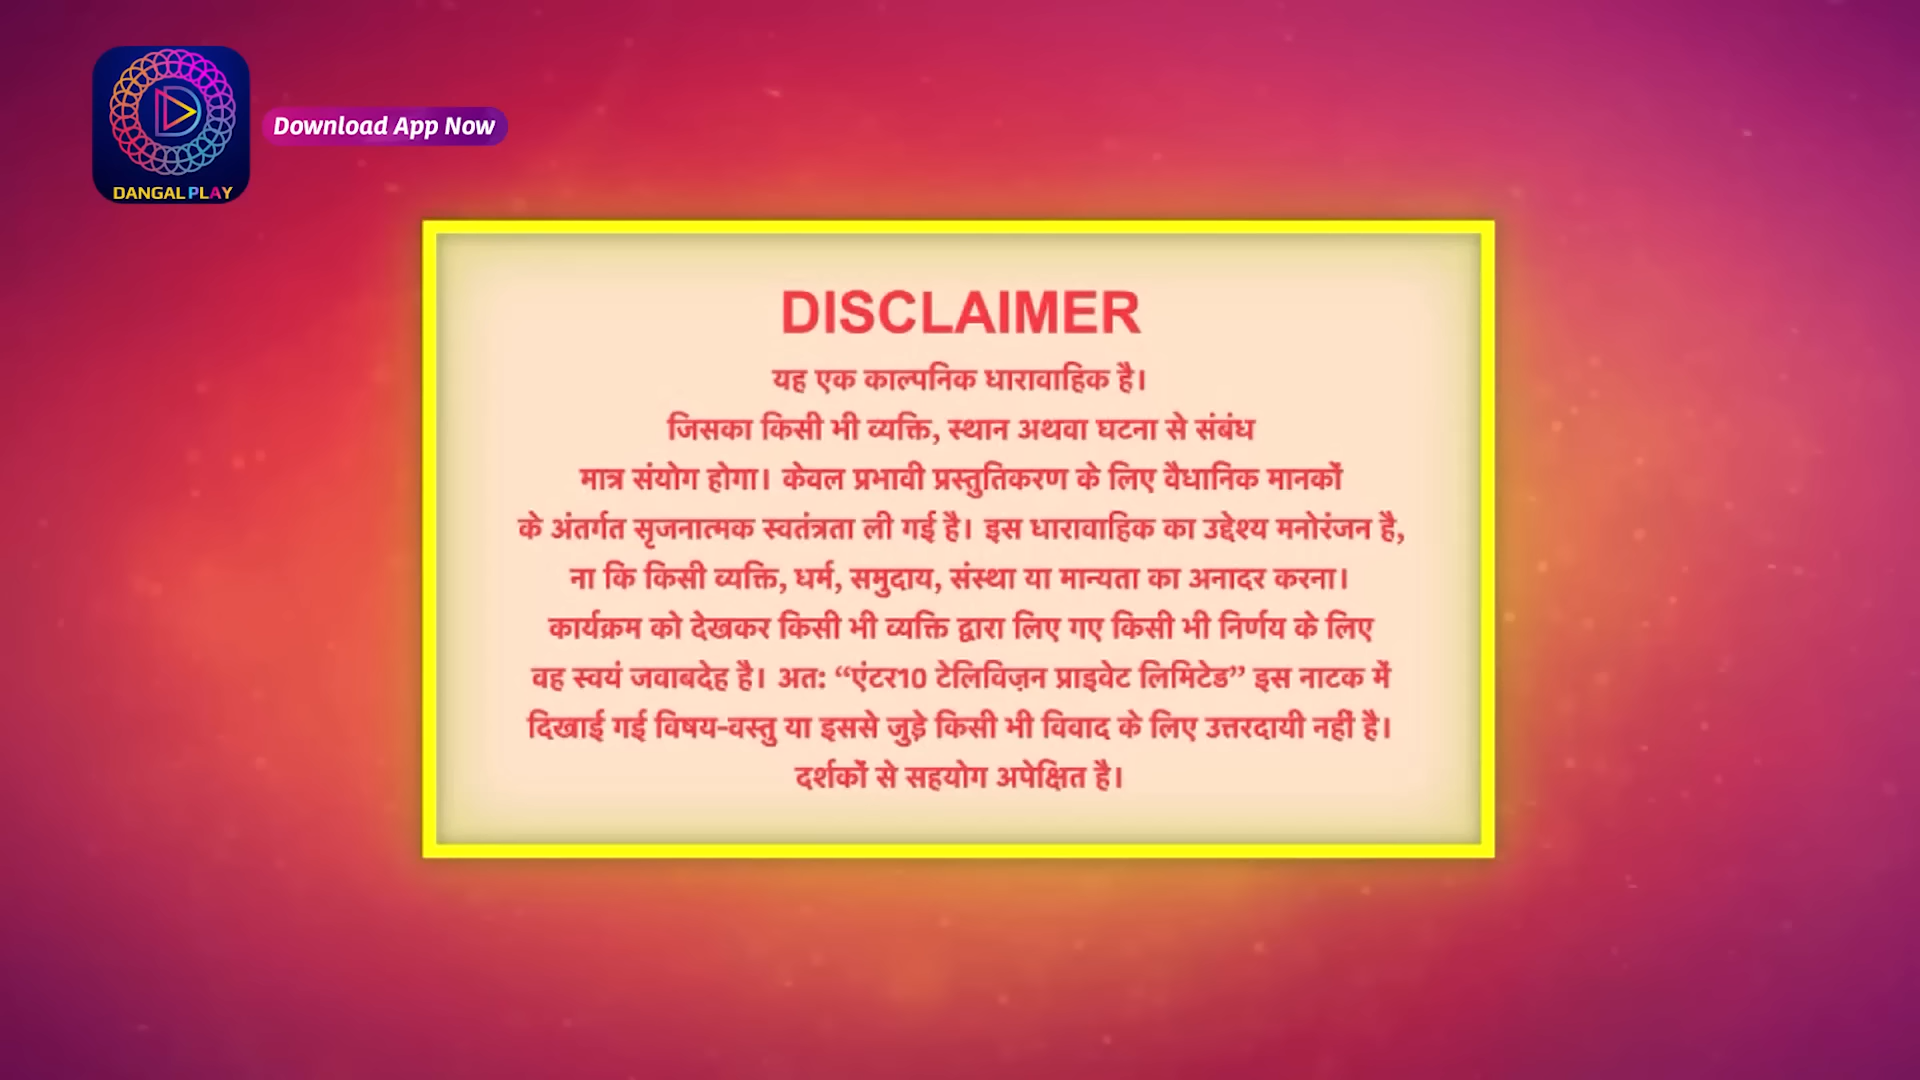 DANGAL PLAY
Download App Now
DISCLAIMER
यह एक काल्पनिक धारावाहिक है।
जिसका किसी भी व्यक्ति, स्थान अथवा घटना से संबंध
मात्र संयोग होगा। केवल प्रभावी प्रस्तुतिकरण के लिए वैधानिक मानकों
के अंतर्गत सृजनात्मक स्वतंत्रता ली गई है। इस धारावाहिक का उद्देश्य मनोरंजन है,
ना कि किसी व्यक्ति, धर्म, समुदाय, संस्था या मान्यता का अनादर करना।
कार्यक्रम को देखकर किसी भी व्यक्ति द्वारा लिए गए किसी भी निर्णय के लिए
वह स्वयं जवाबदेह है। अत: “एंटर10 टेलिविज़न प्राइवेट लिमिटेड” इस नाटक में
दिखाई गई विषय-वस्तु या इससे जुड़े किसी भी विवाद के लिए उत्तरदायी नहीं है।
दर्शकों से सहयोग अपेक्षित है।